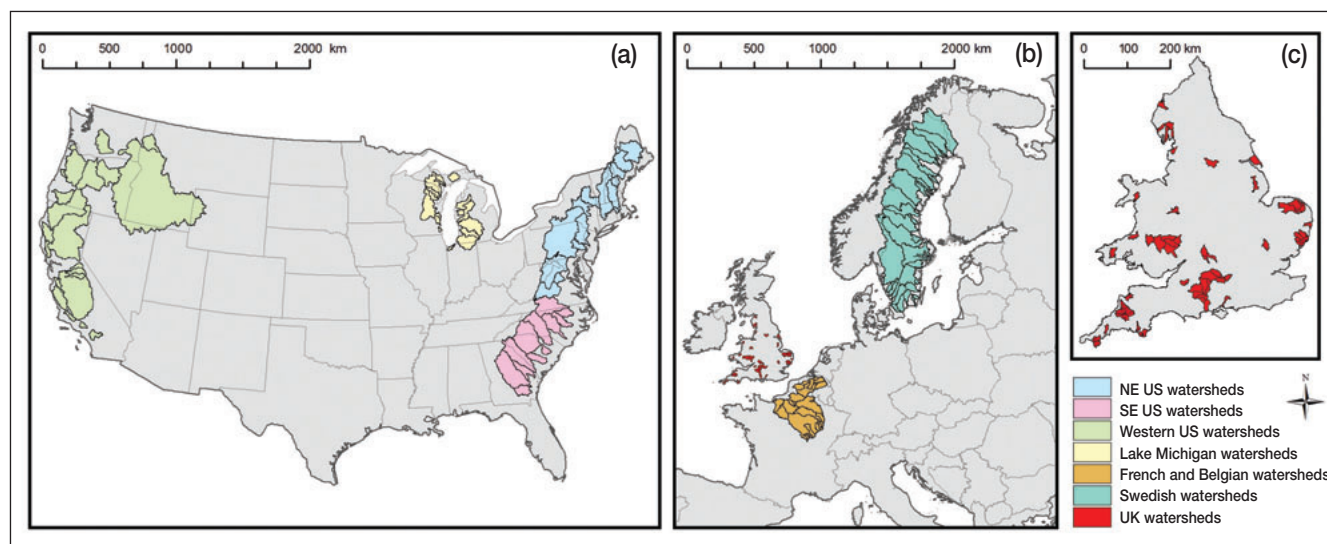 0 500 1000 2000 km
(a)
0 500 1000 2000 km
(b)
0 100 200 km
(c)
NE US watersheds
SE US watersheds
Western US watersheds
Lake Michigan watersheds
French and Belgian watersheds
Swedish watersheds
UK watersheds
N